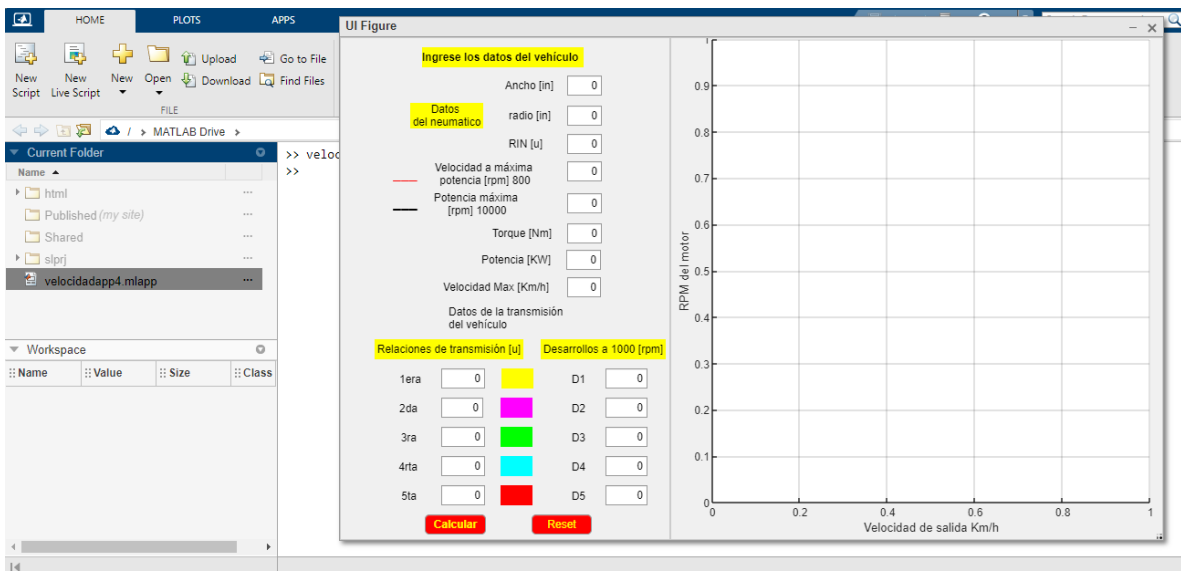 HOME PLOTS APPS
New Script
New Live Script
New
Open
Upload
Download
Go to File
Find Files
FILE
/ > MATLAB Drive >
Current Folder
Name
html
Published (my site)
Shared
slprj
velocidadapp4.mlapp
Workspace
Name Value Size Class
>> veloc
>>
UI Figure
Ingrese los datos del vehículo
Ancho [in] 0
Datos
del neumatico
radio [in] 0
RIN [u] 0
Velocidad a máxima
potencia [rpm] 800
0
Potencia máxima
[rpm] 10000
0
Torque [Nm] 0
Potencia [KW] 0
Velocidad Max [Km/h] 0
Datos de la transmisión
del vehículo
Relaciones de transmisión [u] Desarrollos a 1000 [rpm]
1era 0 D1 0
2da 0 D2 0
3ra 0 D3 0
4rta 0 D4 0
5ta 0 D5 0
Calcular Reset
RPM del motor
1
0.9
0.8
0.7
0.6
0.5
0.4
0.3
0.2
0.1
0
0 0.2 0.4 0.6 0.8 1
Velocidad de salida Km/h